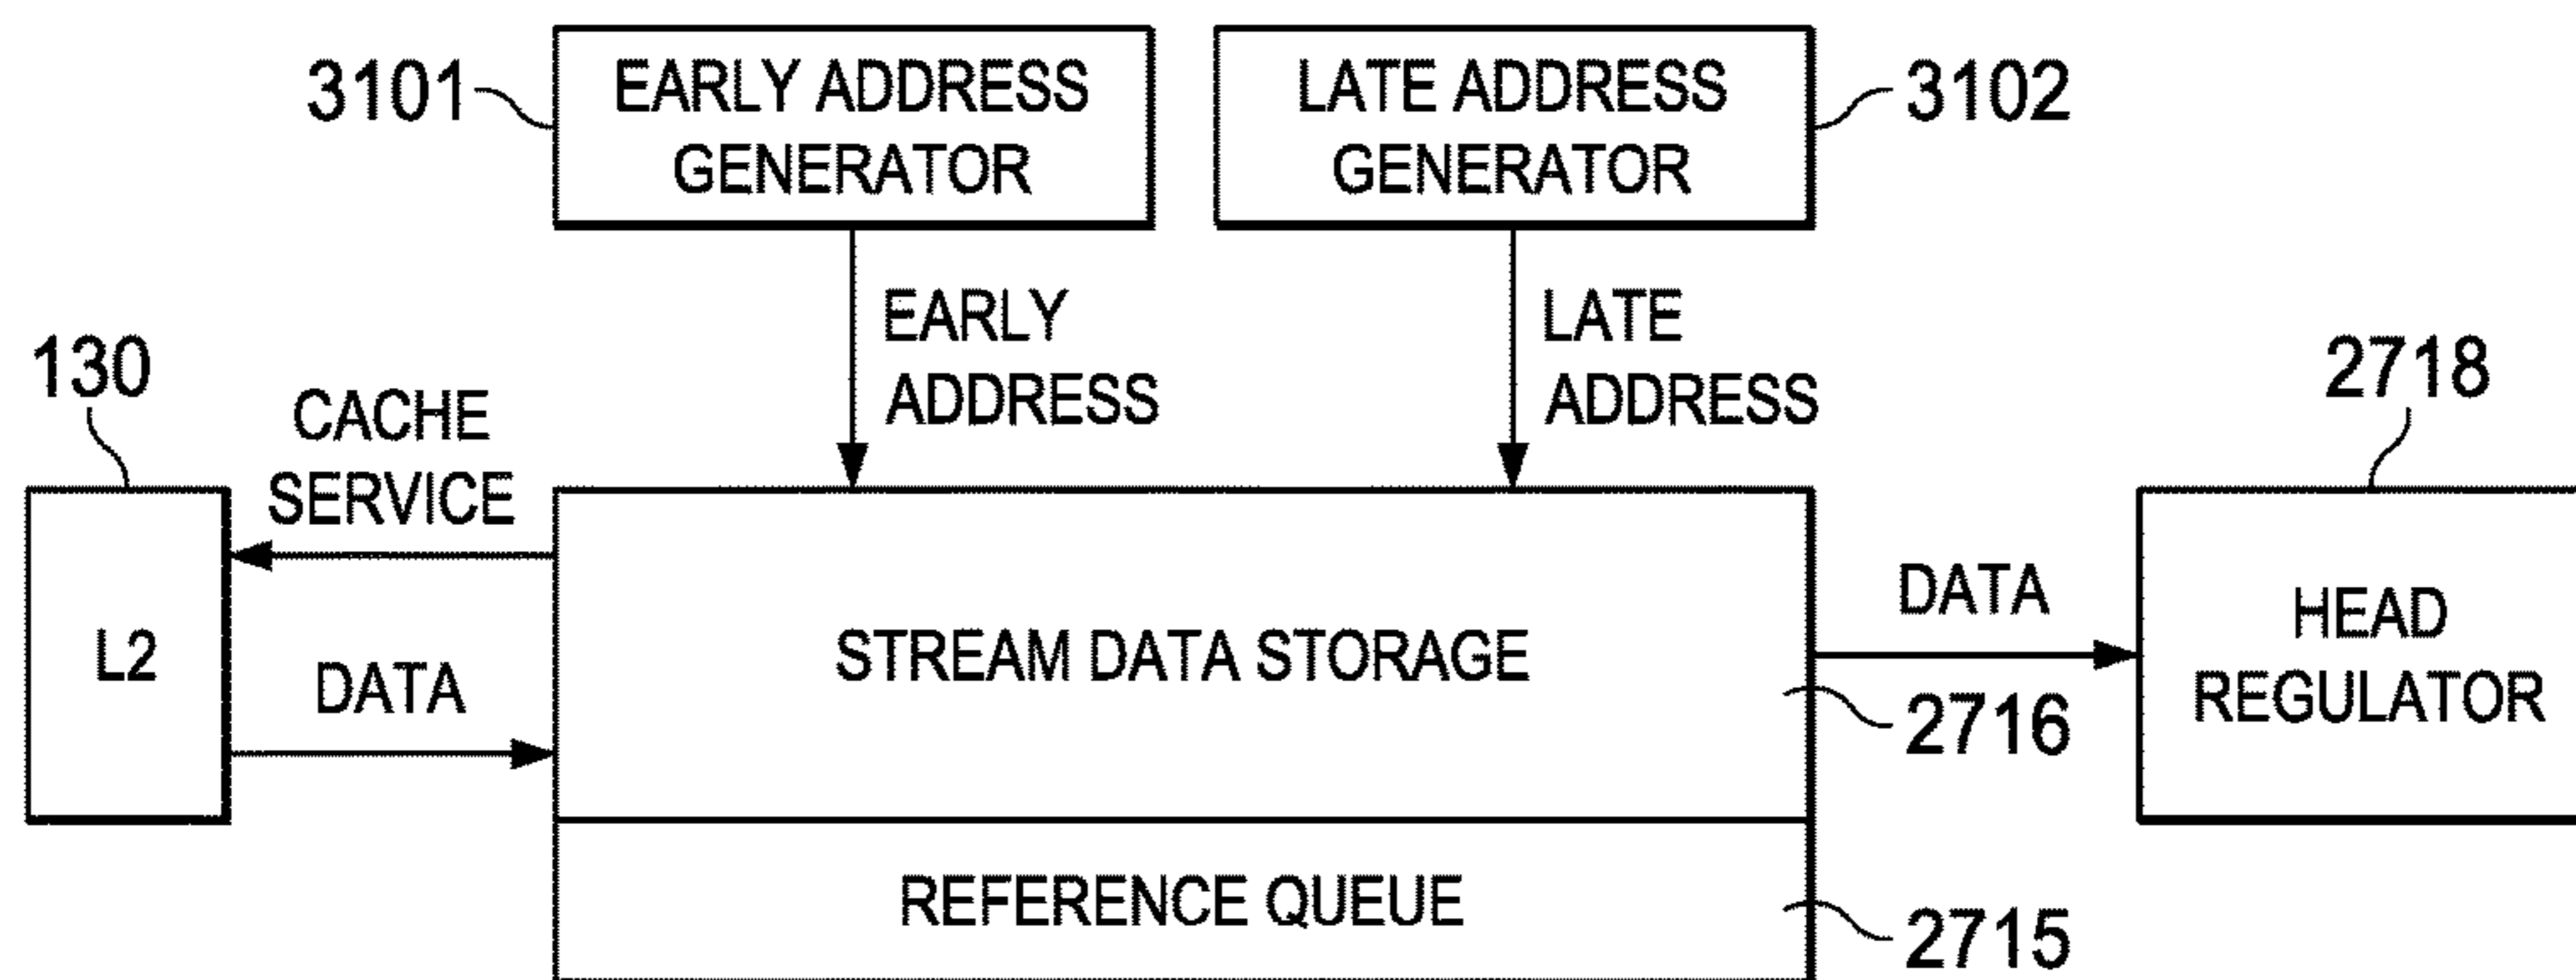 3101
EARLY ADDRESS
GENERATOR
LATE ADDRESS
GENERATOR
3102
EARLY
ADDRESS
LATE
ADDRESS
130
CACHE
SERVICE
2718
L2
DATA
STREAM DATA STORAGE
DATA
2716
HEAD
REGULATOR
REFERENCE QUEUE
2715